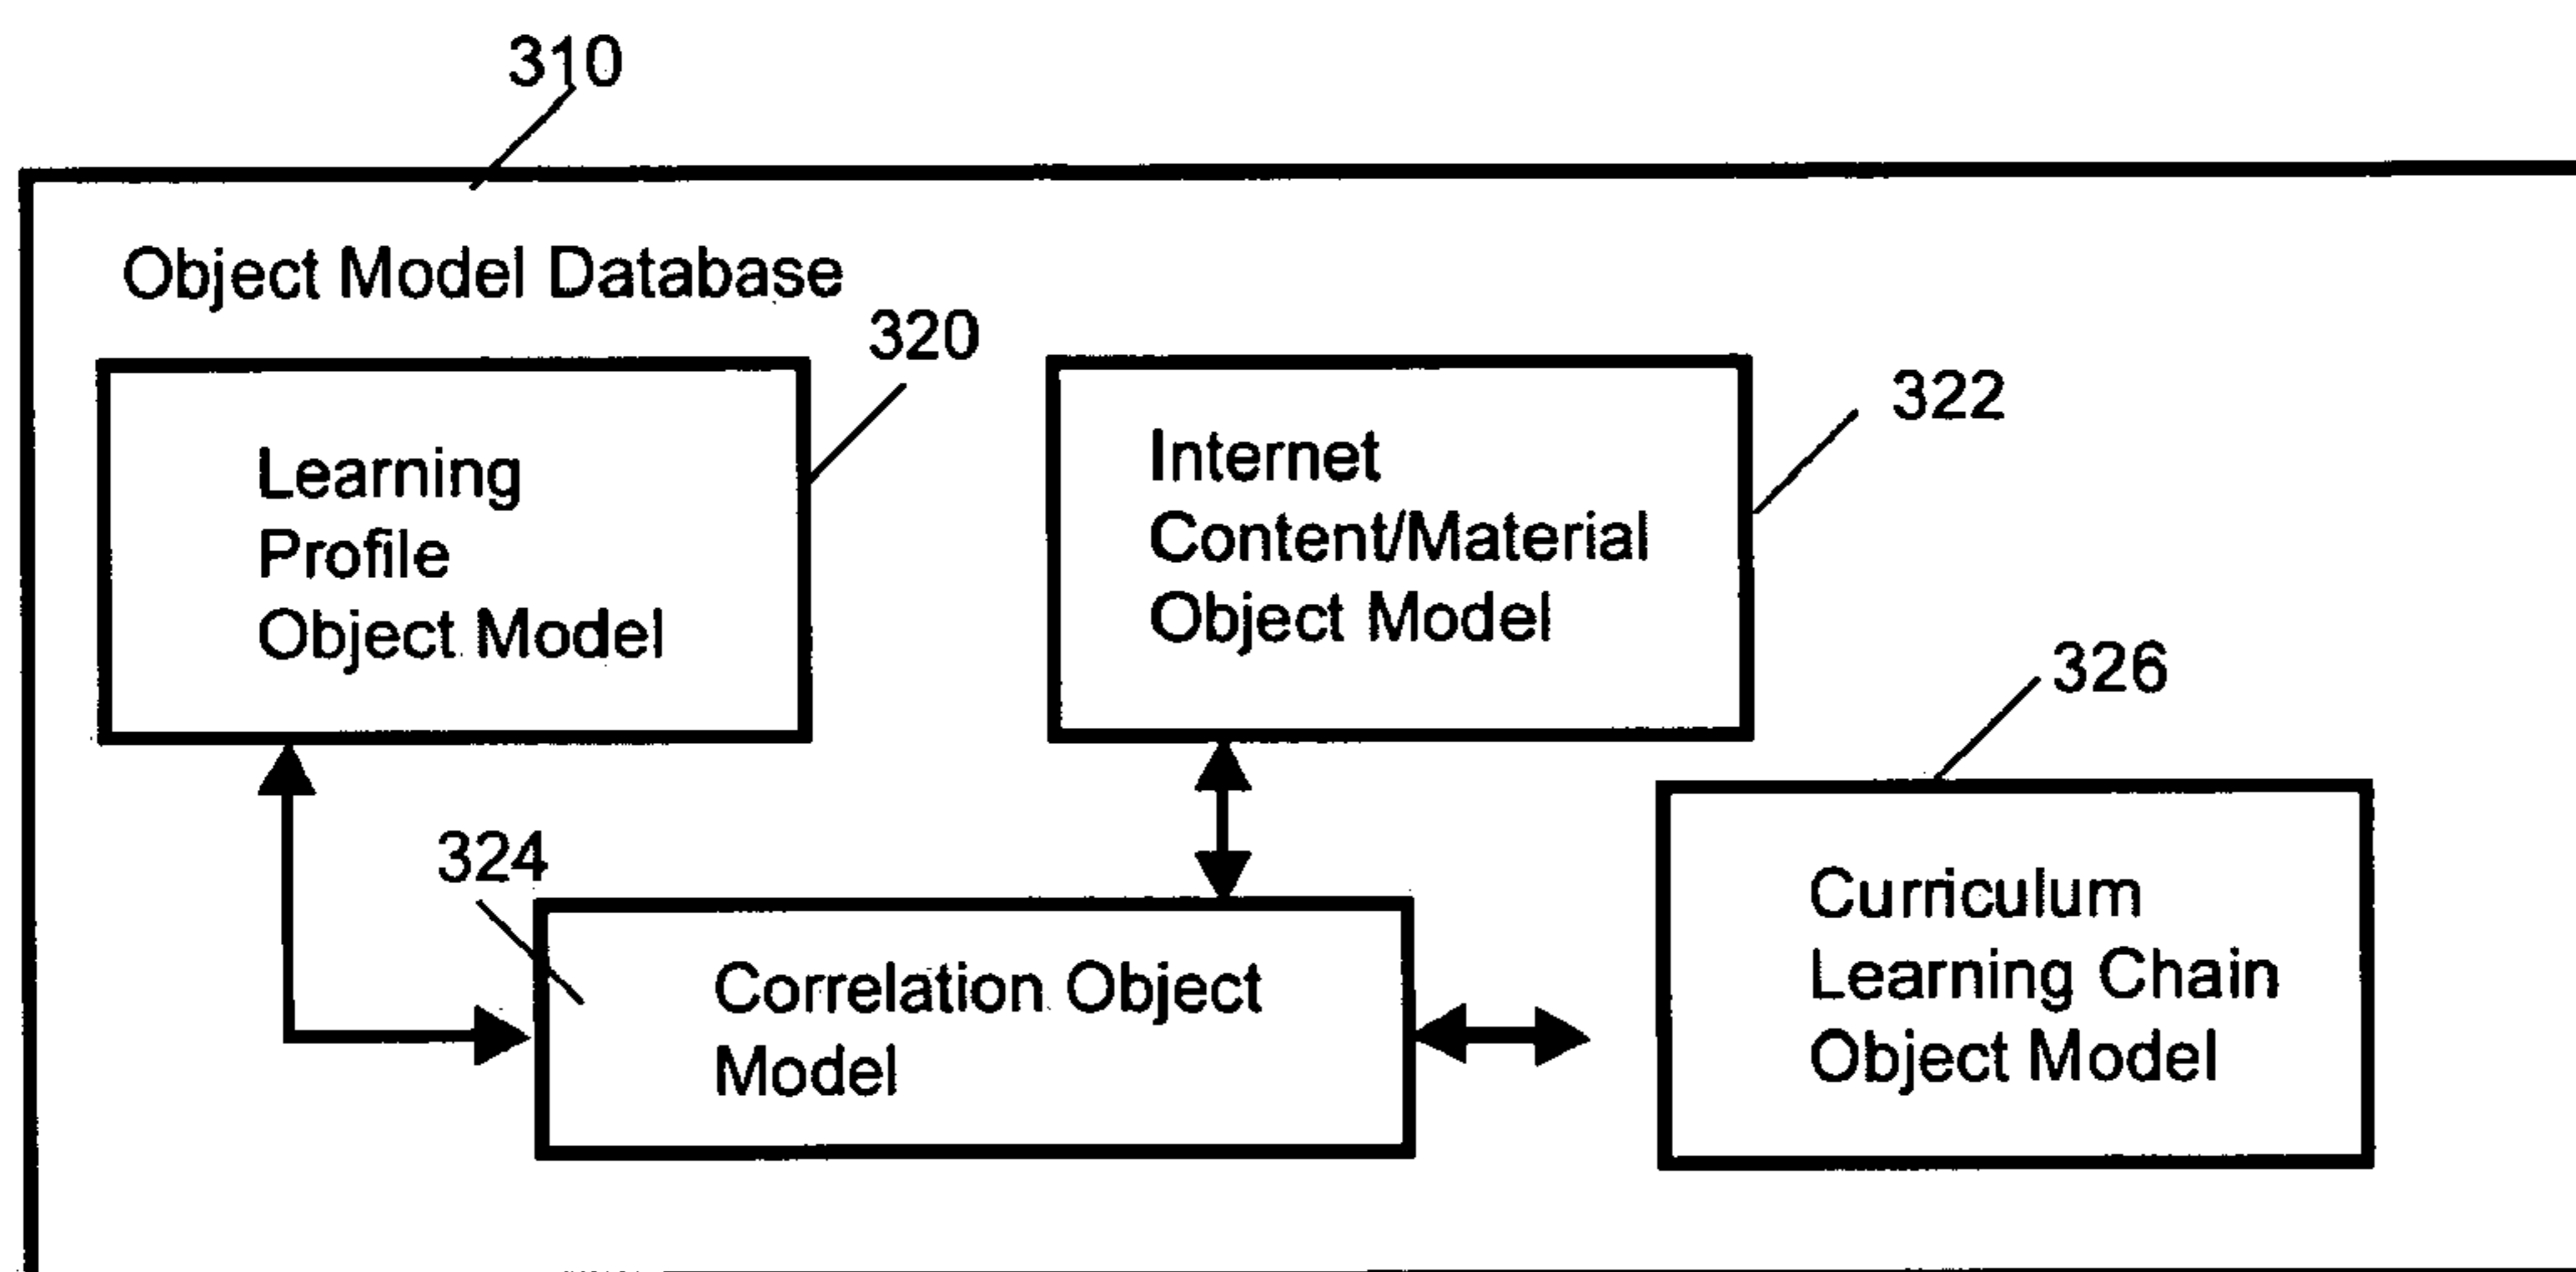 310
Object Model Database
320
Learning
Profile
Object Model
Internet
Content/Material
Object Model
322
326
324
Correlation Object
Model
Curriculum
Learning Chain
Object Model